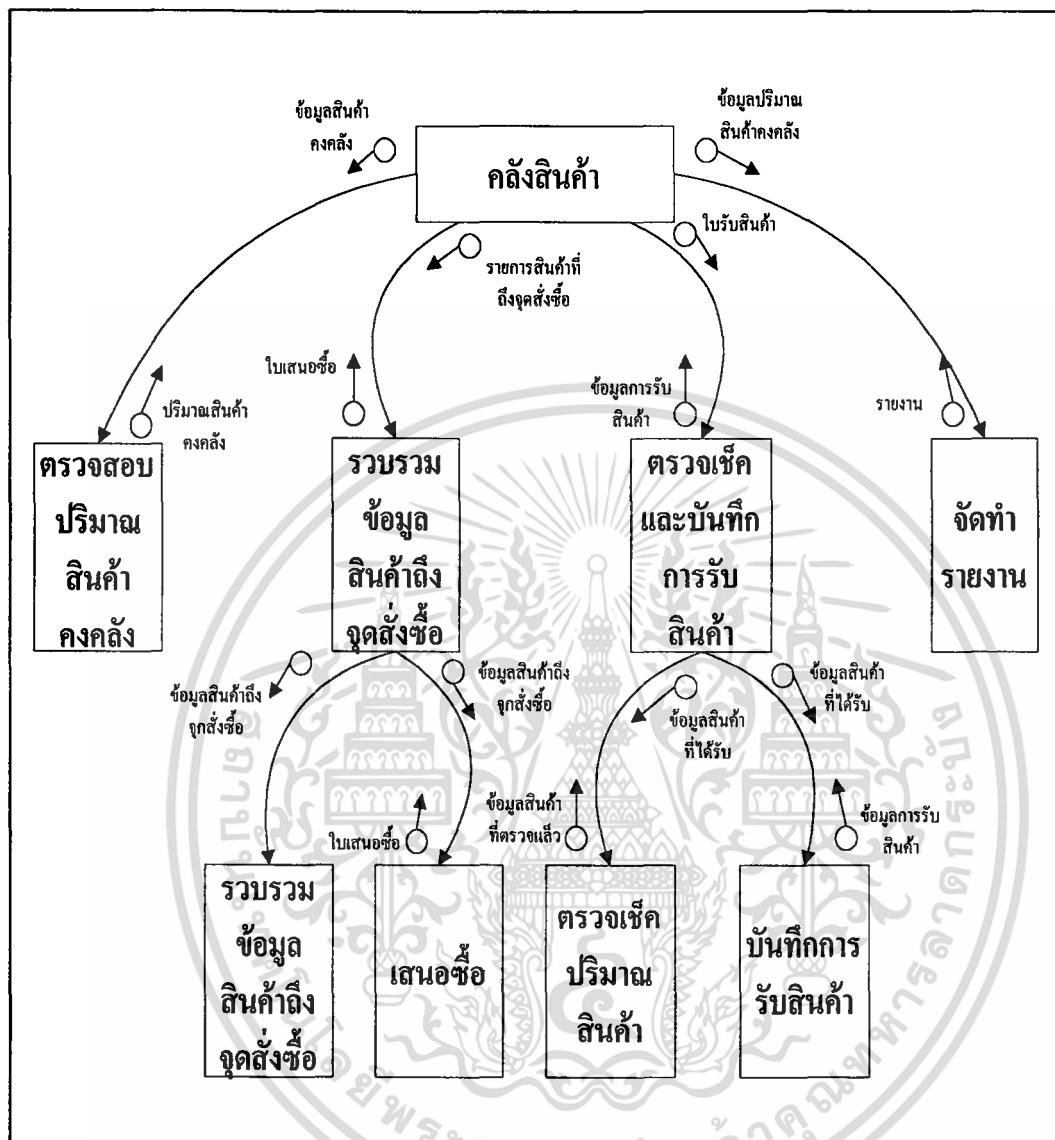 ข้อมูลสินค้า
คงคลัง
ข้อมูลปริมาณ
สินค้าคงคลัง
คลังสินค้า
ใบรับสินค้า
รายการสินค้าที่
ถึงจุดสั่งซื้อ
ปริมาณสินค้า
คงคลัง
ใบเสนอซื้อ
ข้อมูลการรับ
สินค้า
รายงาน
ตรวจสอบ
ปริมาณ
สินค้า
คงคลัง
รวบรวม
ข้อมูล
สินค้าถึง
จุดสั่งซื้อ
ตรวจเช็ค
และบันทึก
การรับ
สินค้า
จัดทำ
รายงาน
ข้อมูลสินค้าถึง
จุกสั่งซื้อ
ข้อมูลสินค้าถึง
จุกสั่งซื้อ
ข้อมูลสินค้า
ที่ได้รับ
ข้อมูลสินค้า
ที่ได้รับ
ใบเสนอซื้อ
ข้อมูลสินค้า
ที่ตรวจแล้ว
ข้อมูลการรับ
สินค้า
รวบรวม
ข้อมูล
สินค้าถึง
จุดสั่งซื้อ
เสนอซื้อ
ตรวจเช็ค
ปริมาณ
สินค้า
บันทึกการ
รับสินค้า